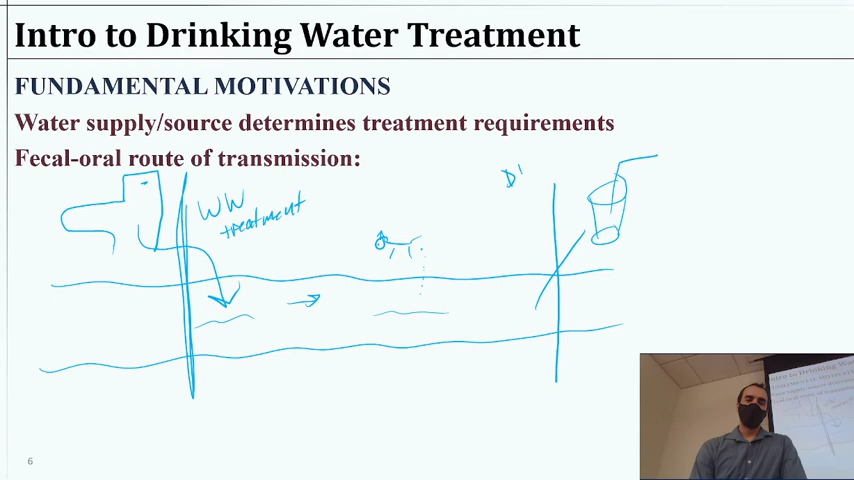 Intro to Drinking Water Treatment
FUNDAMENTAL MOTIVATIONS
Water supply/source determines treatment requirements
Fecal-oral route of transmission:
WW
treatment
D
6